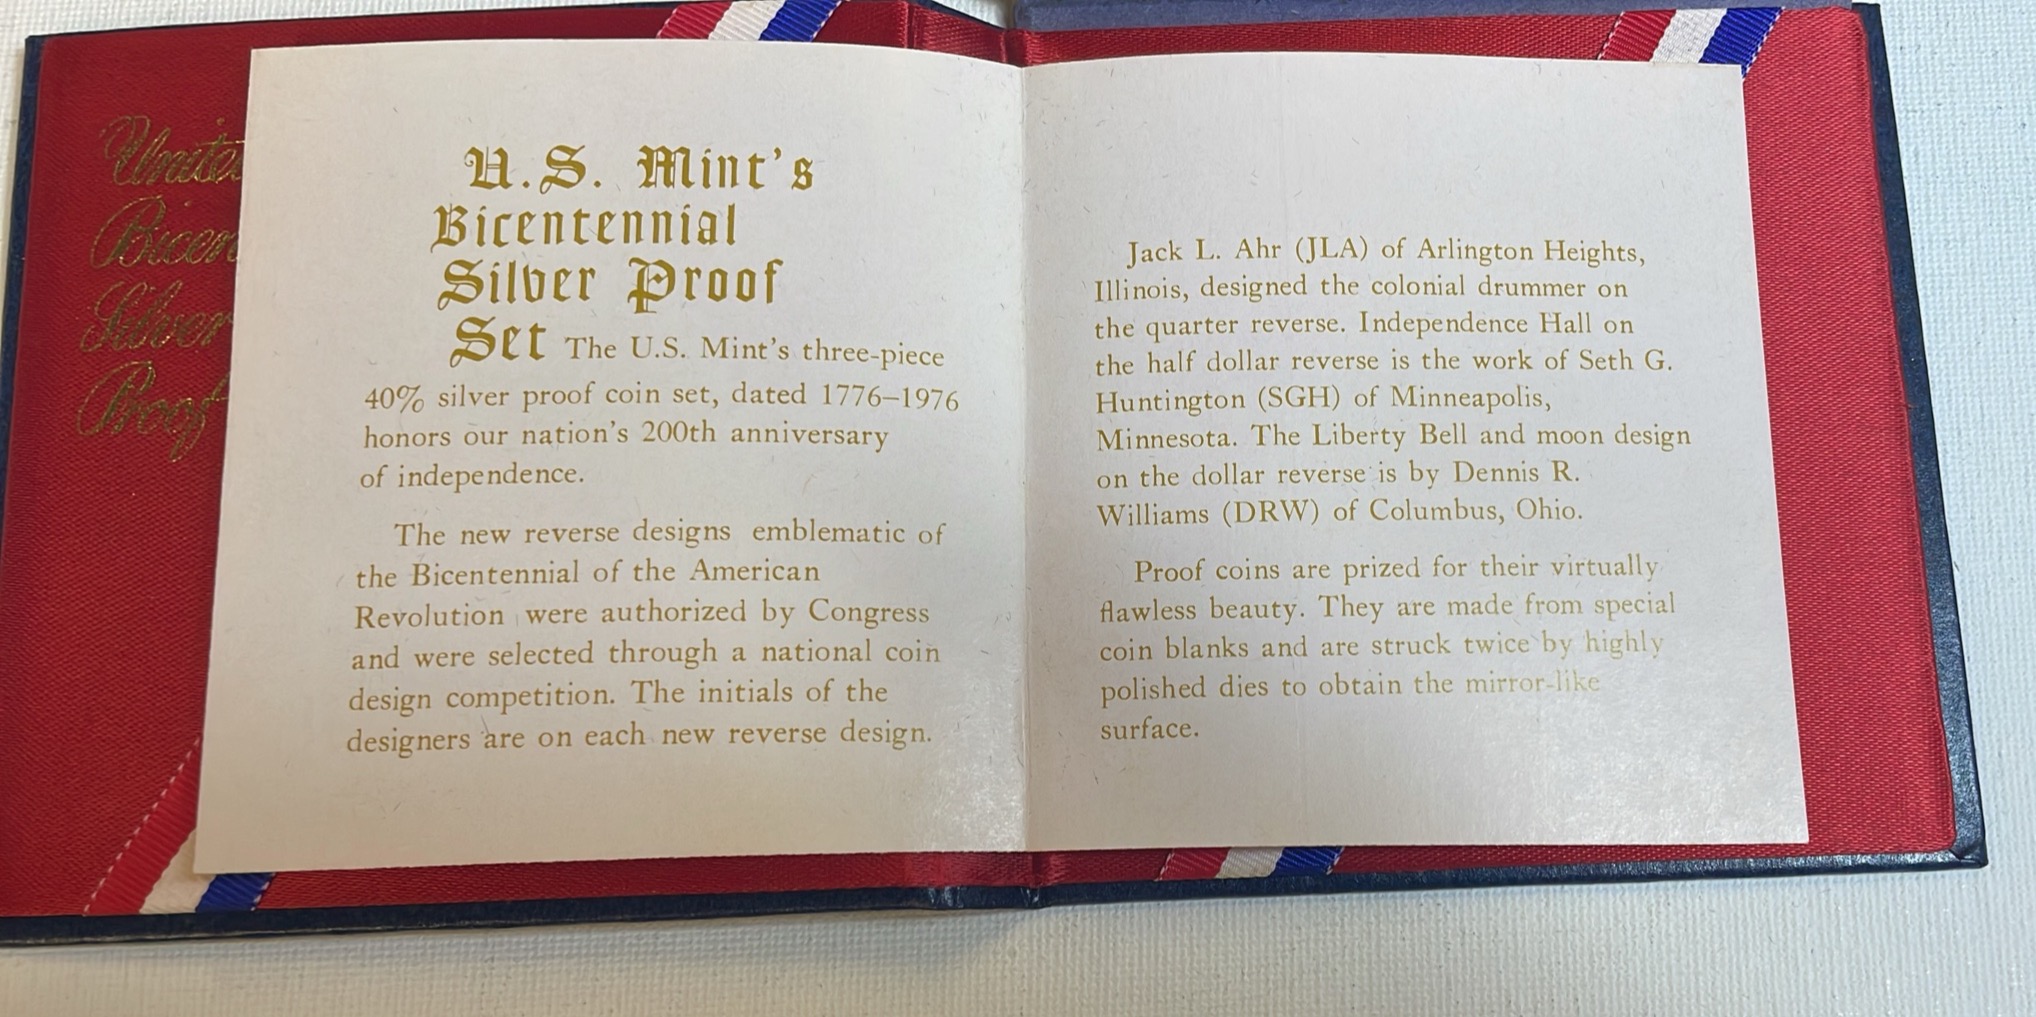 Bicen
Silver
Proof
U.S. Mint's
Bicentennial
Silver Proof
Set The U.S. Mint's three-piece
40% silver proof coin set, dated 1776–1976
honors our nation's 200th anniversary
of independence.
The new reverse designs emblematic of
the Bicentennial of the American
Revolution were authorized by Congress
and were selected through a national coin
design competition. The initials of the
designers are on each new reverse design.
Jack L. Ahr (JLA) of Arlington Heights,
Illinois, designed the colonial drummer on
the quarter reverse. Independence Hall on
the half dollar reverse is the work of Seth G.
Huntington (SGH) of Minneapolis,
Minnesota. The Liberty Bell and moon design
on the dollar reverse is by Dennis R.
Williams (DRW) of Columbus, Ohio.
Proof coins are prized for their virtually
flawless beauty. They are made from special
coin blanks and are struck twice by highly
polished dies to obtain the mirror-like
surface.